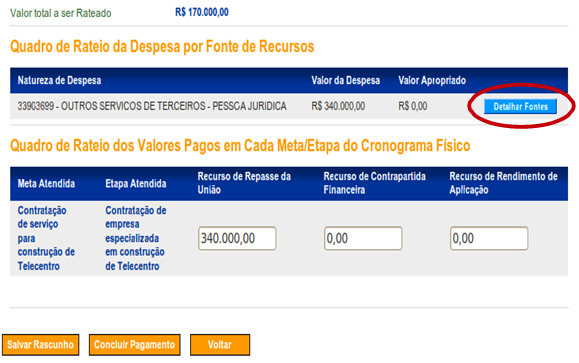 Valor total a ser Rateado R$ 170.000,00
Quadro de Rateio da Despesa por Fonte de Recursos
Natureza de Despesa Valor da Despesa Valor Apropriado
33903699 - OUTROS SERVICOS DE TERCEIROS - PESSCA JURIDICA R$ 340.000,00 R$ 0,00 Detalhar Fontes
Quadro de Rateio dos Valores Pagos em Cada Meta/Etapa do Cronograma Físico
Meta Atendida Etapa Atendida Recurso de Repasse da União Recurso de Contrapartida Financeira Recurso de Rendimento de Aplicação
Contratação
de serviço
para
construção de
Telecentro
Contratação de
empresa
especializada
em construção
de Telecentro
340.000,00 0,00 0,00
Salvar Rascunho Concluir Pagamento Voltar